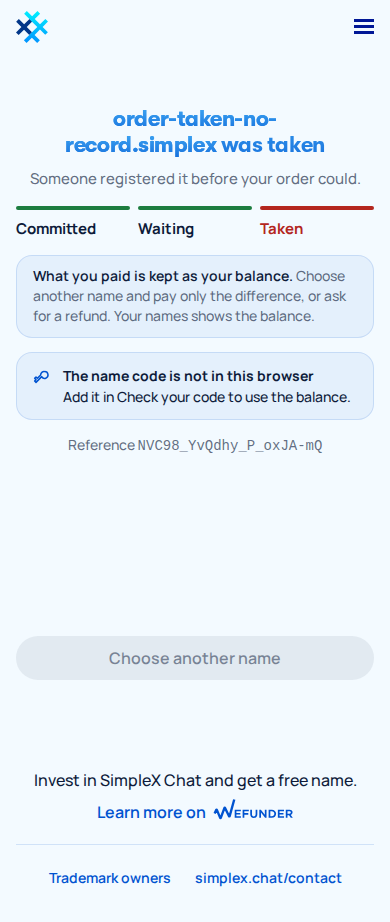 order-taken-no-
record.simplex was taken
Someone registered it before your order could.
Committed
Waiting
Taken
What you paid is kept as your balance. Choose
another name and pay only the difference, or ask
for a refund. Your names shows the balance.
The name code is not in this browser
Add it in Check your code to use the balance.
Reference NVC98_YvQdhy_P_oxJA-mQ
Choose another name
Invest in SimpleX Chat and get a free name.
Learn more on WEFUNDER
Trademark owners
simplex.chat/contact